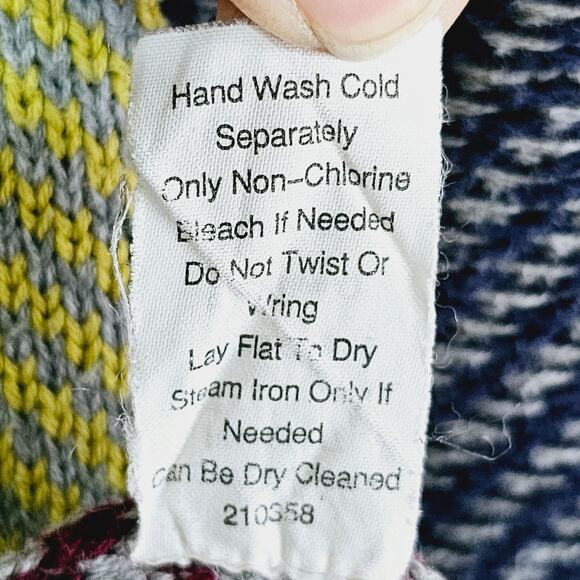 Hand Wash Cold
Separately
Only Non-Chlorine
Bleach If Needed
Do Not Twist Or
Wring
Lay Flat To Dry
Steam Iron Only If
Needed
Can Be Dry Cleaned
210358